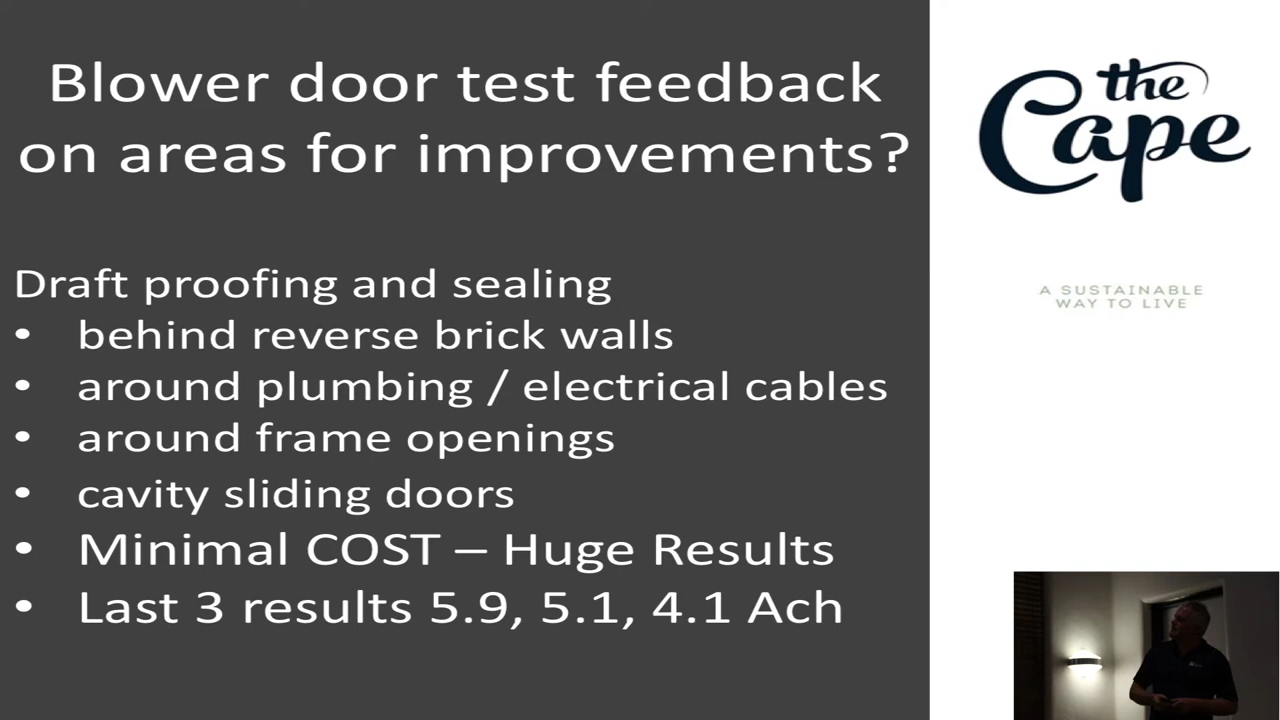 Blower door test feedback
on areas for improvements?
Draft proofing and sealing
• behind reverse brick walls
• around plumbing / electrical cables
• around frame openings
• cavity sliding doors
• Minimal COST – Huge Results
• Last 3 results 5.9, 5.1, 4.1 Ach
the
Cape
A SUSTAINABLE
WAY TO LIVE